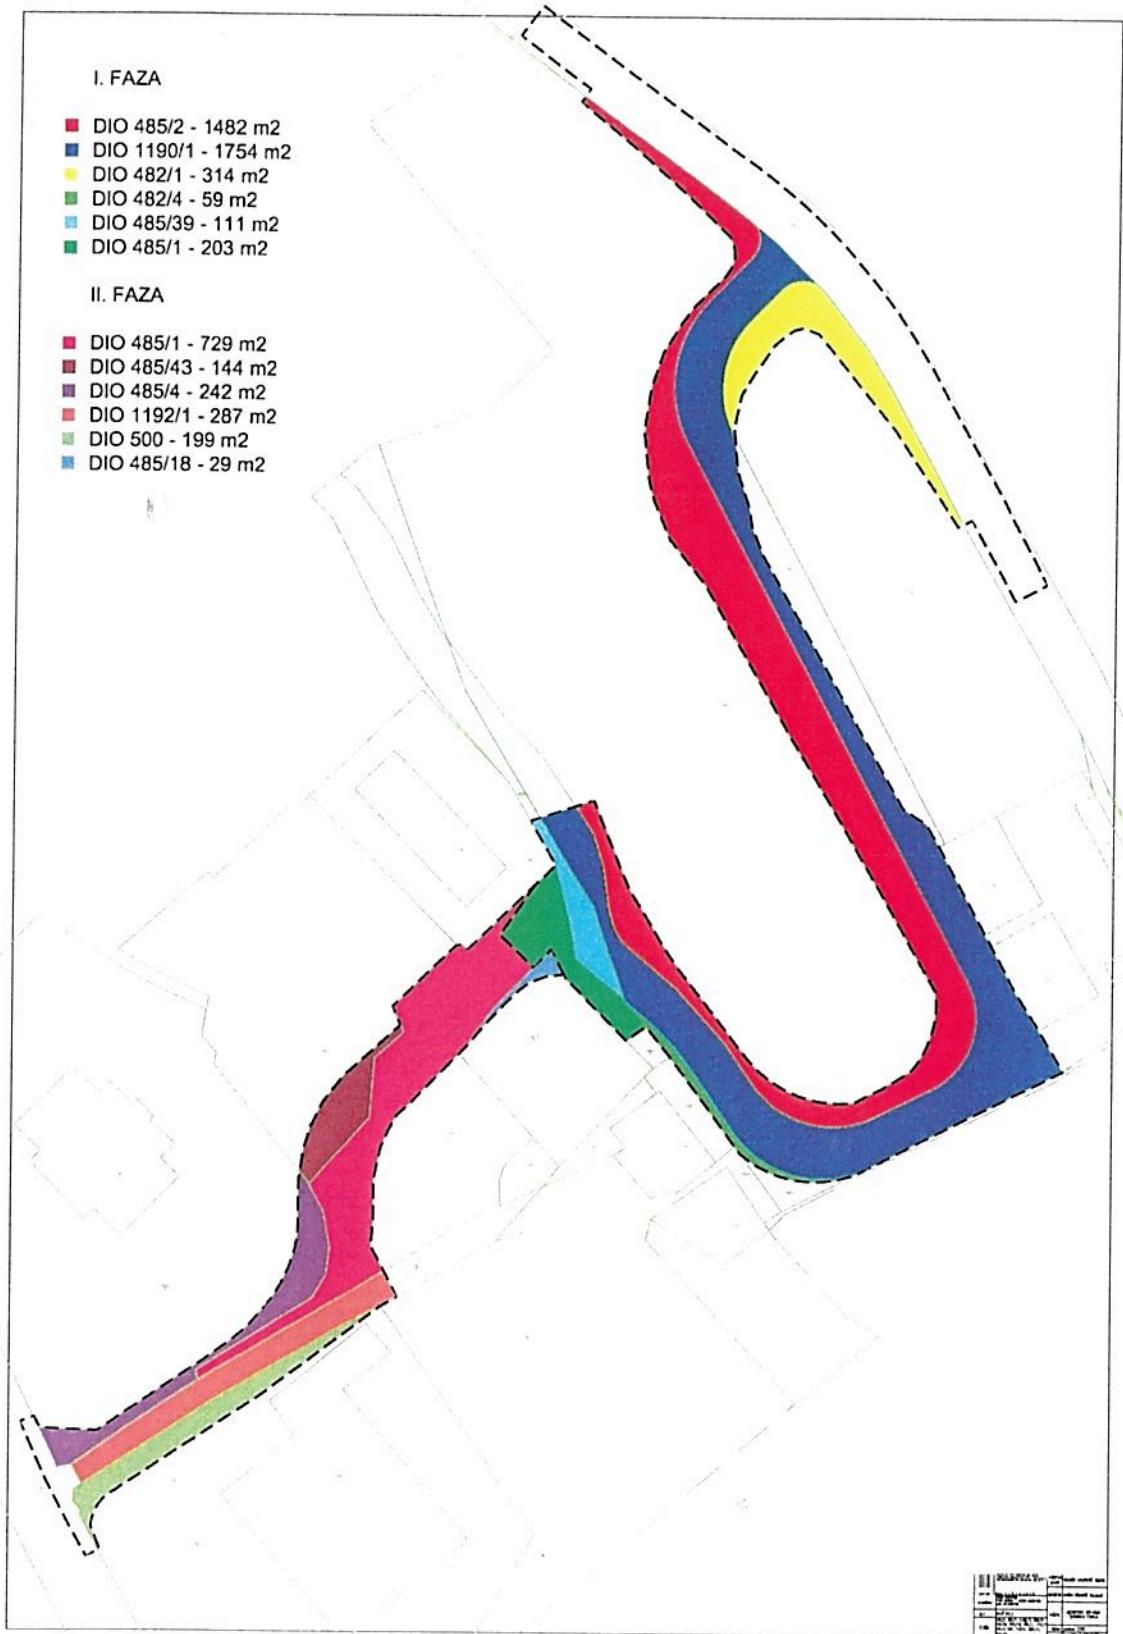 I. FAZA
DIO 485/2 - 1482 m2
DIO 1190/1 - 1754 m2
DIO 482/1 - 314 m2
DIO 482/4 - 59 m2
DIO 485/39 - 111 m2
DIO 485/1 - 203 m2
II. FAZA
DIO 485/1 - 729 m2
DIO 485/43 - 144 m2
DIO 485/4 - 242 m2
DIO 1192/1 - 287 m2
DIO 500 - 199 m2
DIO 485/18 - 29 m2